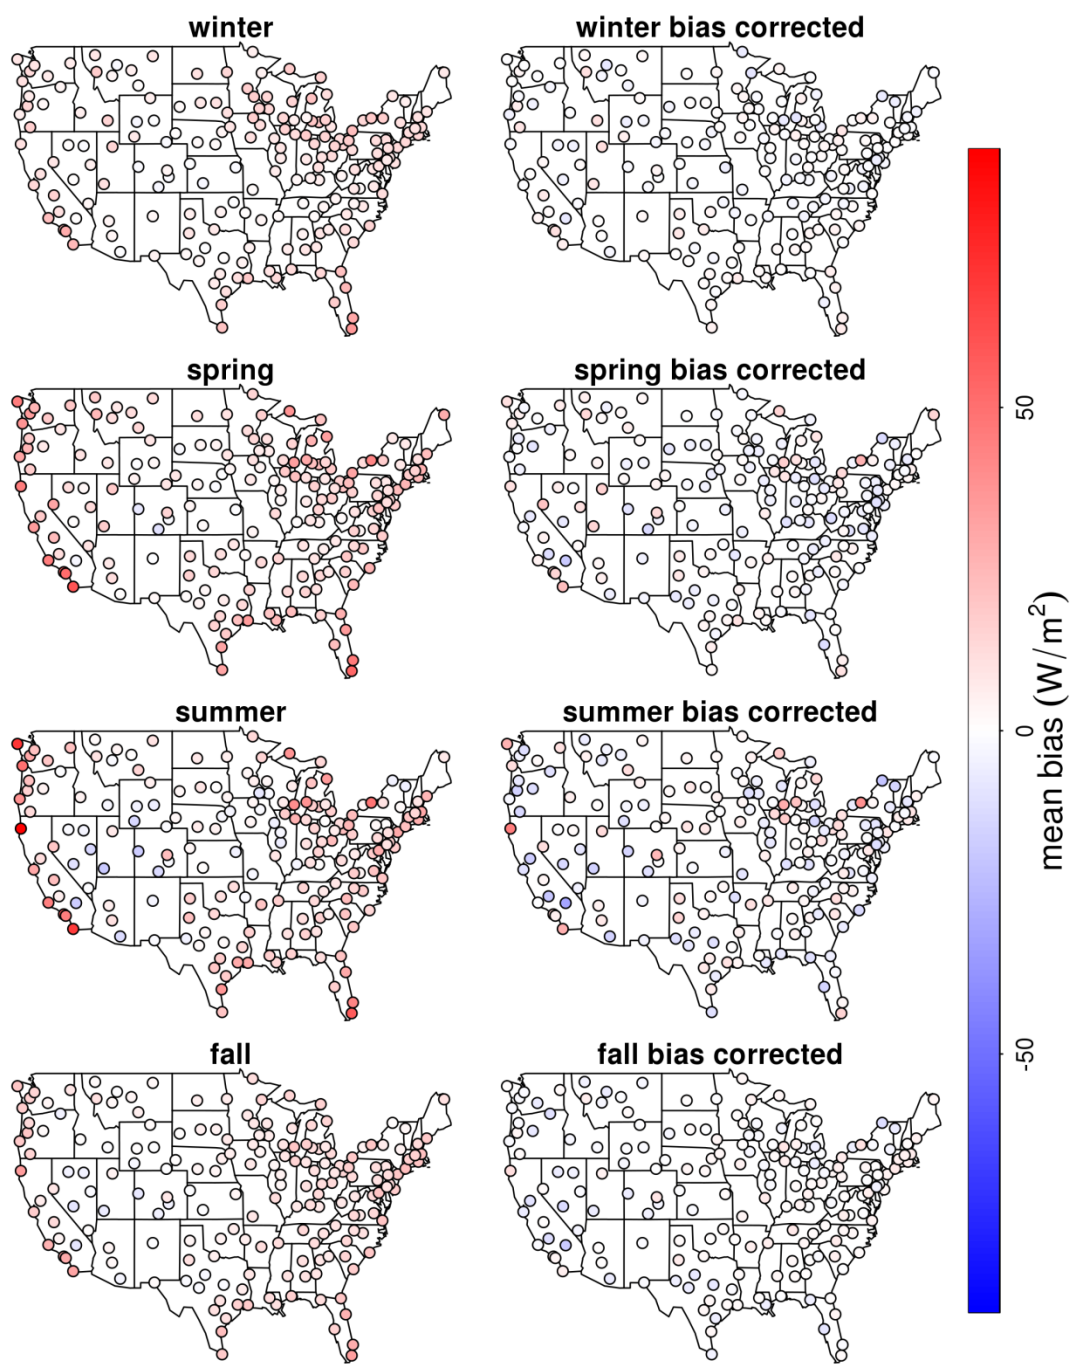 winter
winter bias corrected
spring
spring bias corrected
summer
summer bias corrected
fall
fall bias corrected
50
0
-50
mean bias (W/m²)